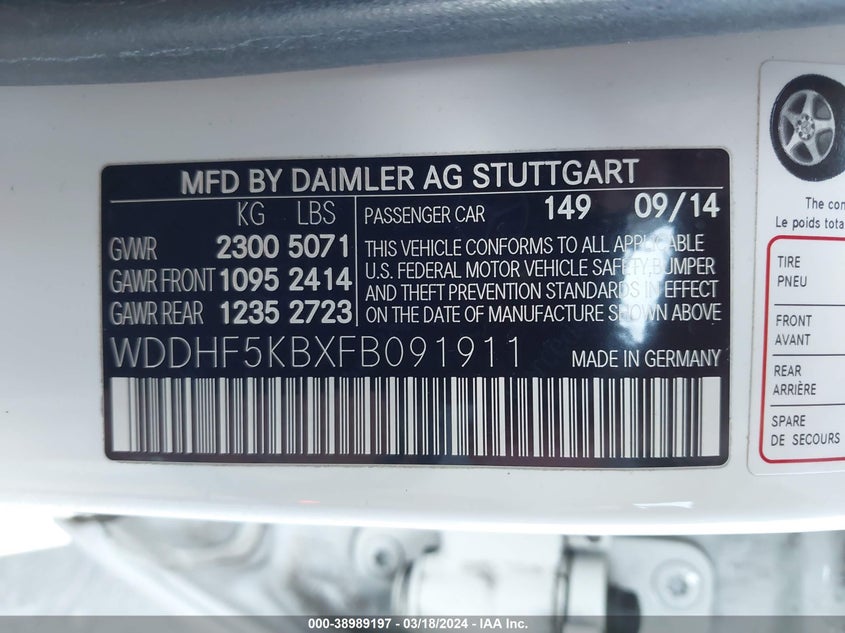 MFD BY DAIMLER AG STUTTGART
KG LBS
GVWR 2300 5071
GAWR FRONT 1095 2414
GAWR REAR 1235 2723
PASSENGER CAR 149 09/14
THIS VEHICLE CONFORMS TO ALL APPLICABLE
U.S. FEDERAL MOTOR VEHICLE SAFETY, BUMPER
AND THEFT PREVENTION STANDARDS IN EFFECT
ON THE DATE OF MANUFACTURE SHOWN ABOVE
WDDHF5KBXFB091911
MADE IN GERMANY
The com
Le poids tota
TIRE
PNEU
FRONT
AVANT
REAR
ARRIÈRE
SPARE
DE SECOURS
000-38989197 - 03/18/2024 - IAA Inc.